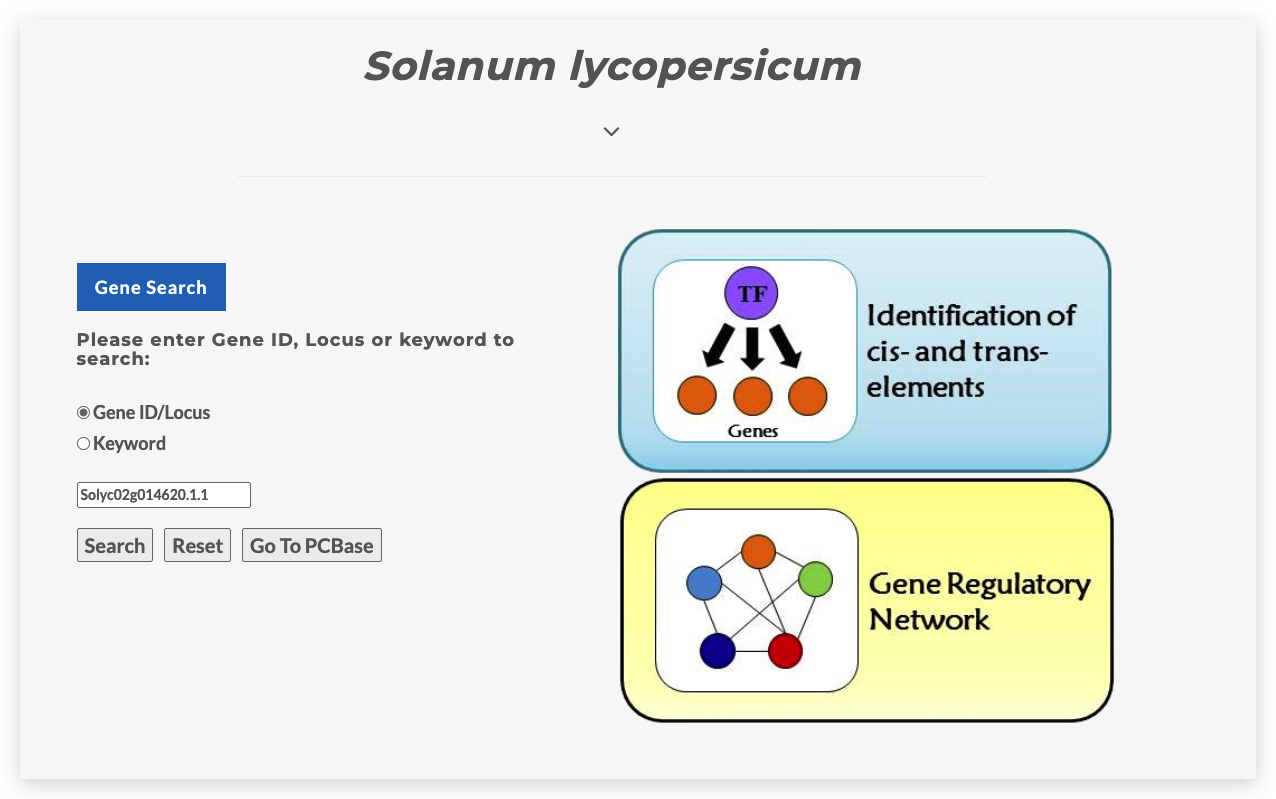 Solanum lycopersicum
Gene Search
Please enter Gene ID, Locus or keyword to
search:
Gene ID/Locus
Keyword
Solyc02g014620.1.1
Search Reset Go To PCBase
TF
Genes
Identification of
cis- and trans-
elements
Gene Regulatory
Network